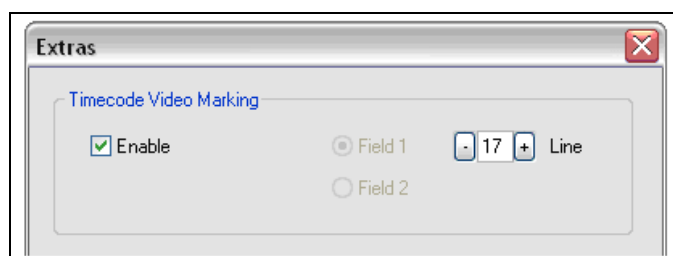 Extras
Timecode Video Marking
Enable
Field 1
- 17 + Line
Field 2